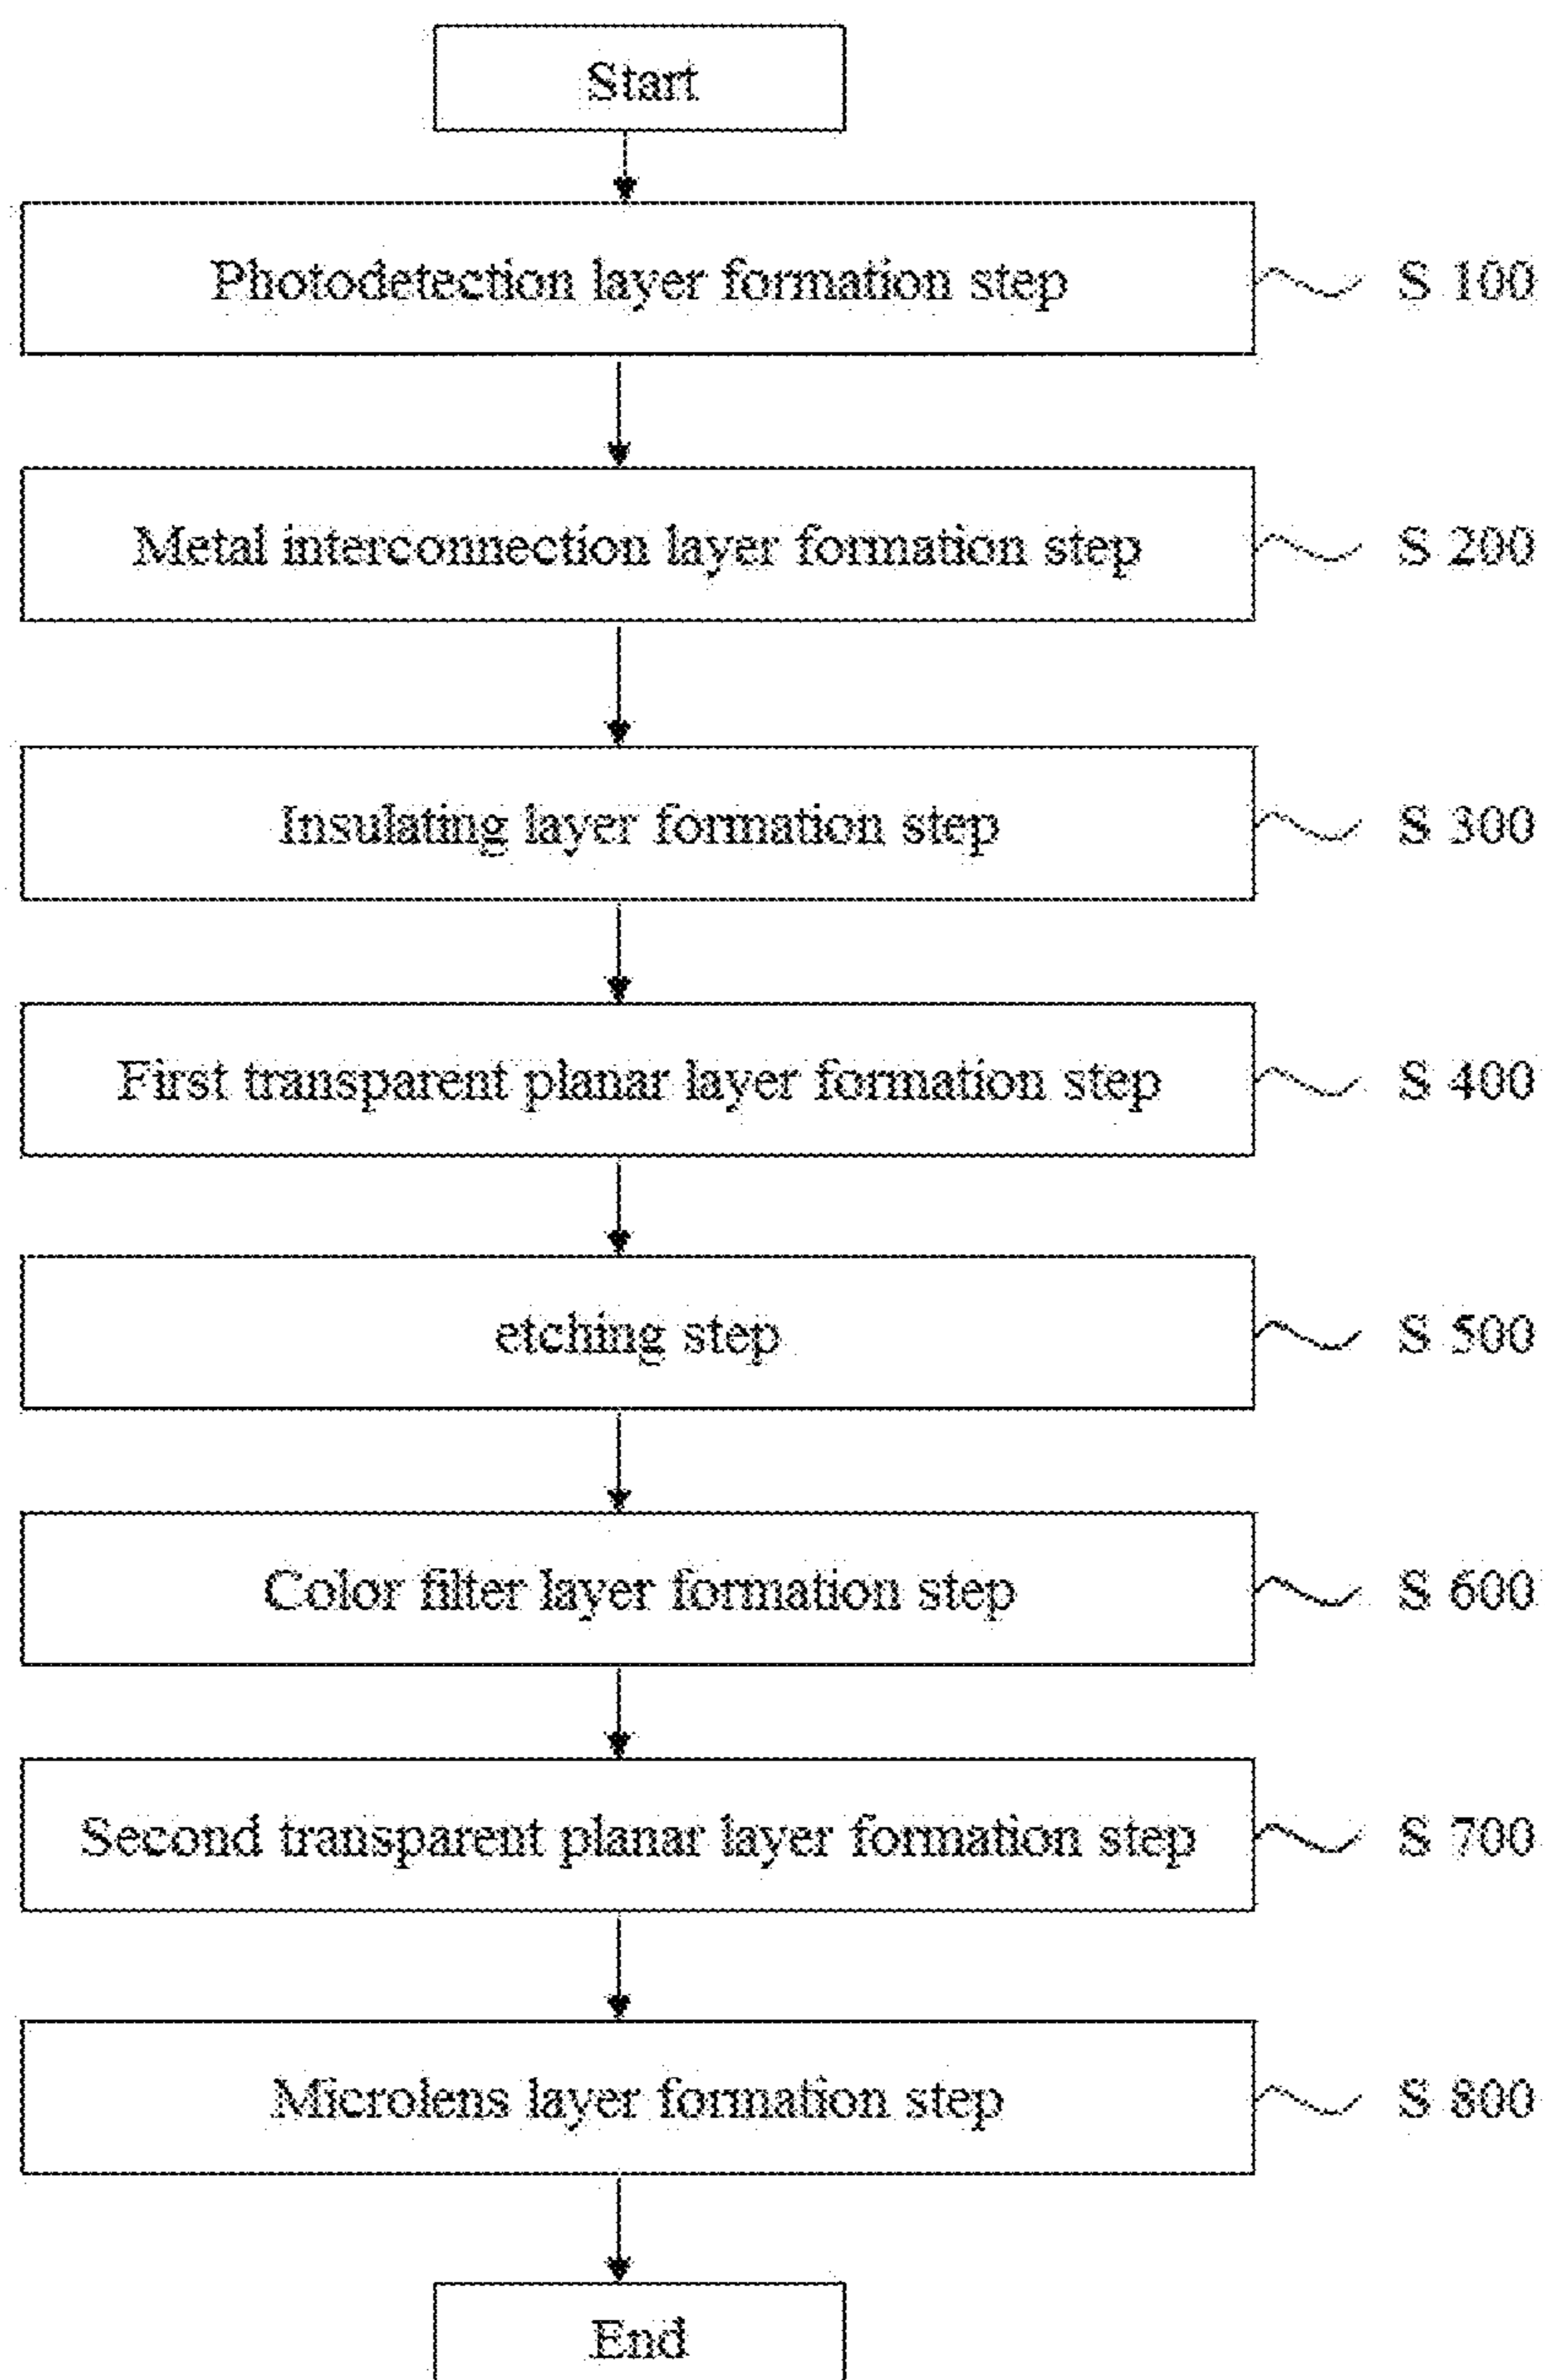 Start
Photodetection layer formation step
S 100
Metal interconnection layer formation step
S 200
Insulating layer formation step
S 300
First transparent planar layer formation step
S 400
etching step
S 500
Color filter layer formation step
S 600
Second transparent planar layer formation step
S 700
Microlens layer formation step
S 800
End